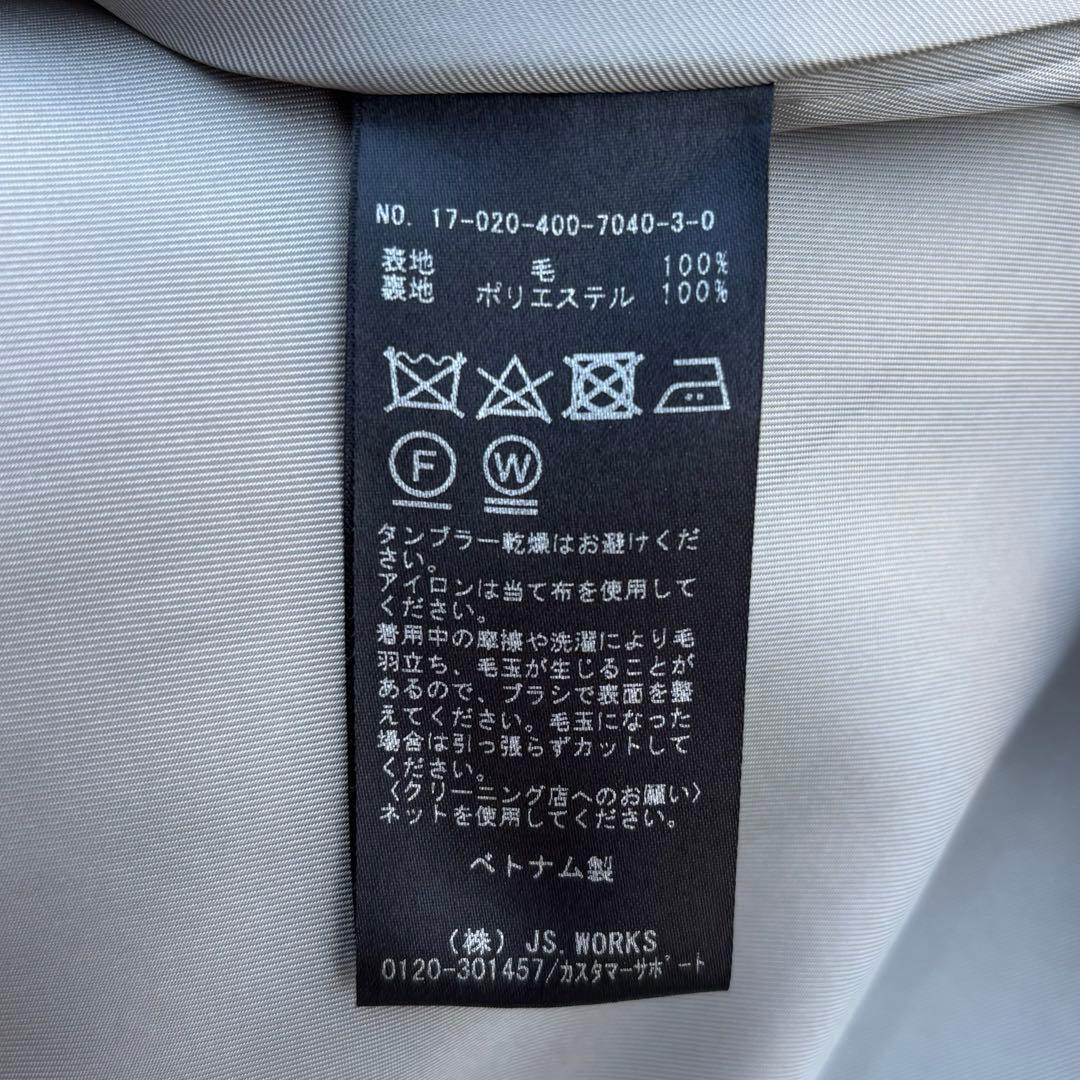 NO. 17-020-400-7040-3-0
表地 毛 100%
裏地 ポリエステル 100%
F W
タンブラー乾燥はお避けくだ
さい。
アイロンは当て布を使用して
ください。
着用中の摩擦や洗濯により毛
羽立ち、毛玉が生じることが
あるので、ブラシで表面を整
えてください。毛玉になった
場合は引っ張らずカットして
ください。
〈クリーニング店へのお願い〉
ネットを使用してください。
ベトナム製
(株) JS.WORKS
0120-301457/カスタマーサポート